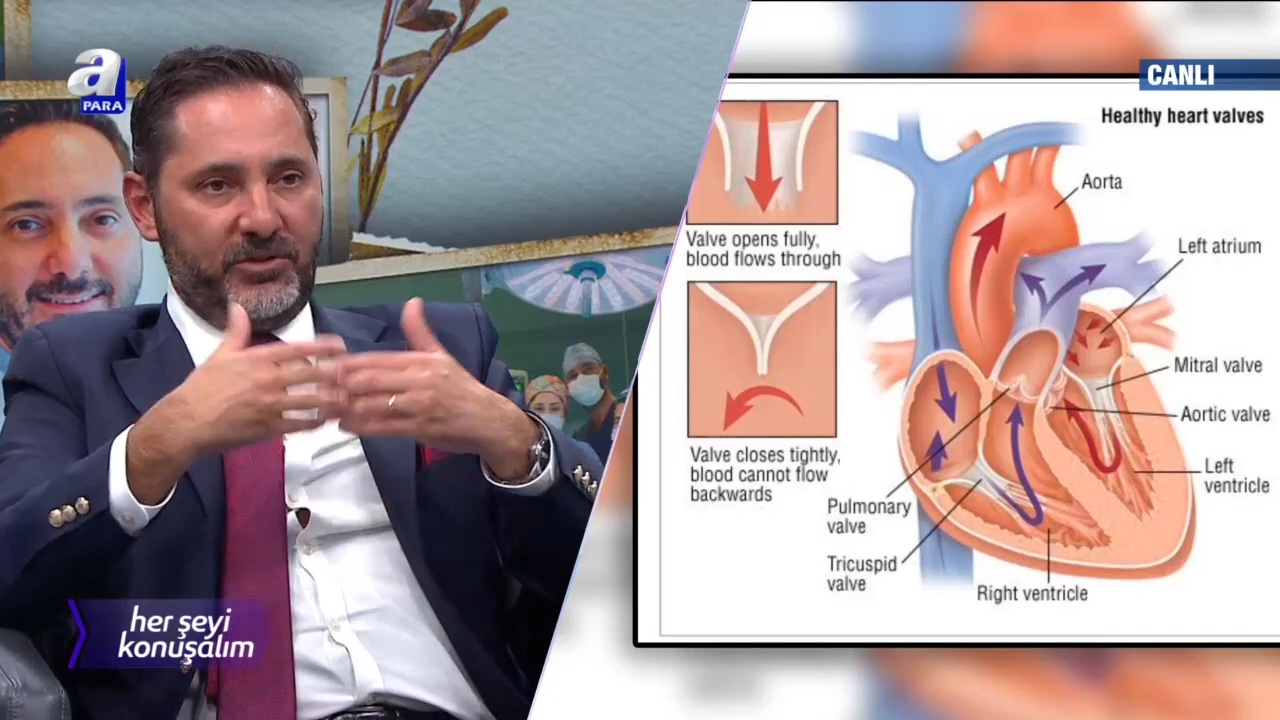 a
PARA
CANLI
Healthy heart valves
Valve opens fully,
blood flows through
Valve closes tightly,
blood cannot flow
backwards
Aorta
Left atrium
Mitral valve
Aortic valve
Left
ventricle
Pulmonary
valve
Tricuspid
valve
Right ventricle
her şeyi
konuşalım